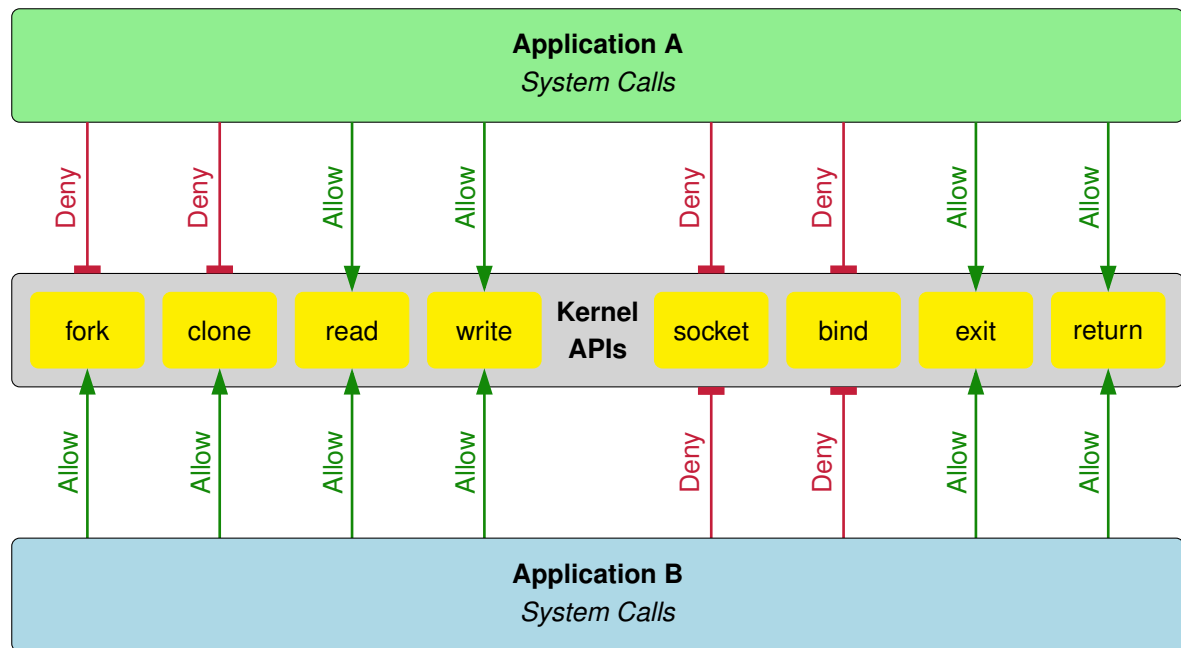 Application A
System Calls
Deny
Deny
Allow
Allow
Deny
Deny
Allow
Allow
fork
clone
read
write
Kernel
APIs
socket
bind
exit
return
Allow
Allow
Allow
Allow
Deny
Deny
Allow
Allow
Application B
System Calls